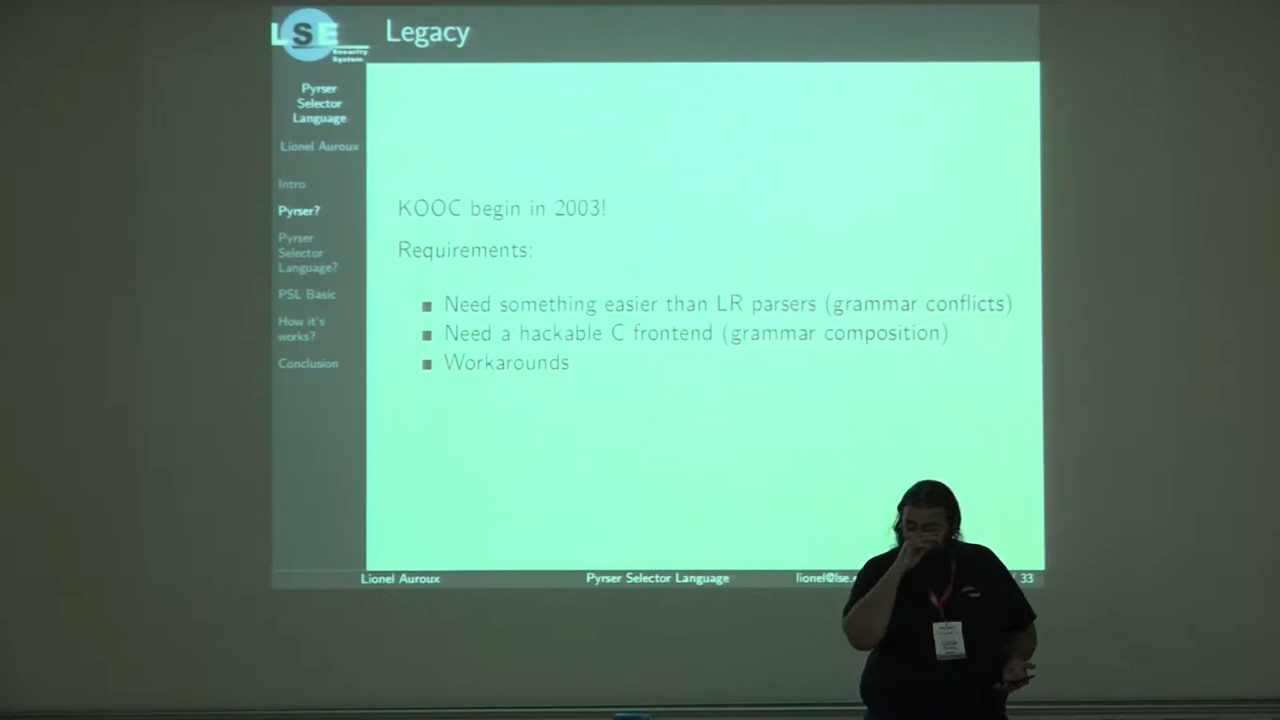 LSE
Security
System
Legacy
Pyrser
Selector
Language
Lionel Auroux
Intro
Pyrser?
Pyrser
Selector
Language?
PSL Basic
How it's
works?
Conclusion
KOOC begin in 2003!
Requirements:
Need something easier than LR parsers (grammar conflicts)
Need a hackable C frontend (grammar composition)
Workarounds
Lionel Auroux
Pyrser Selector Language
lionel@lse.
/ 33